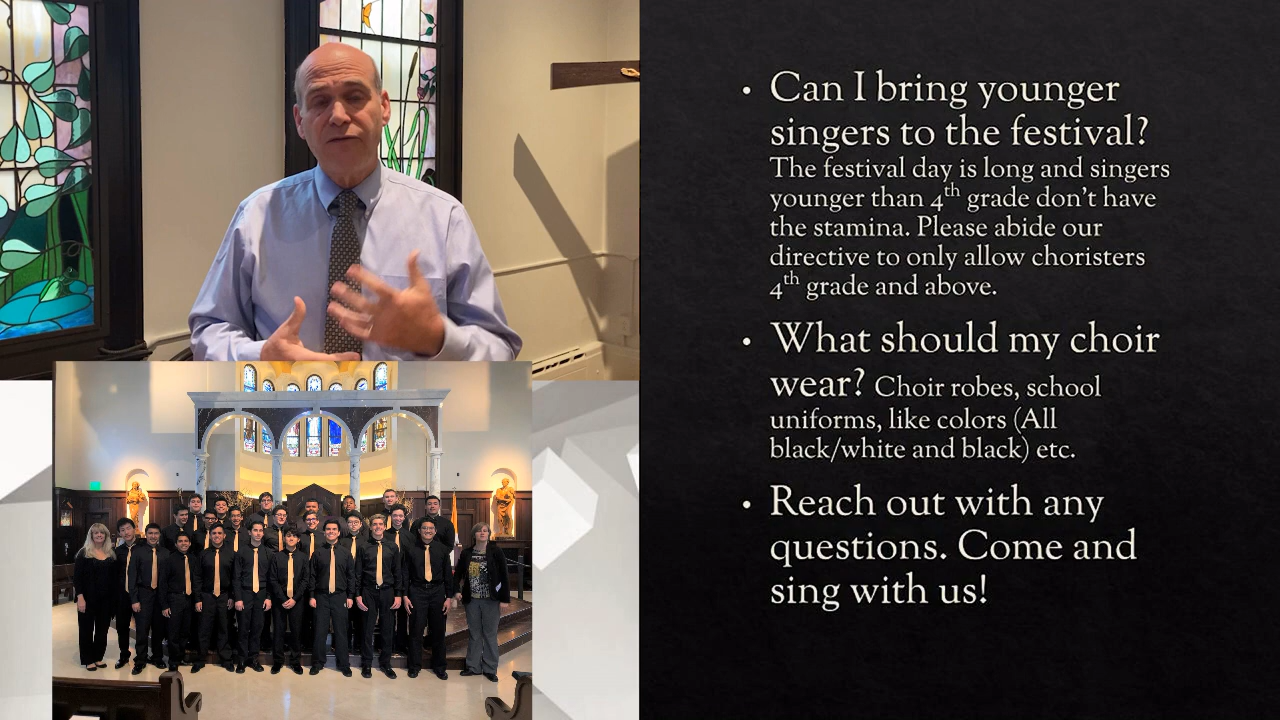 • Can I bring younger
singers to the festival?
The festival day is long and singers
younger than 4th grade don't have
the stamina. Please abide our
directive to only allow choristers
4th grade and above.
• What should my choir
wear? Choir robes, school
uniforms, like colors (All
black/white and black) etc.
• Reach out with any
questions. Come and
sing with us!